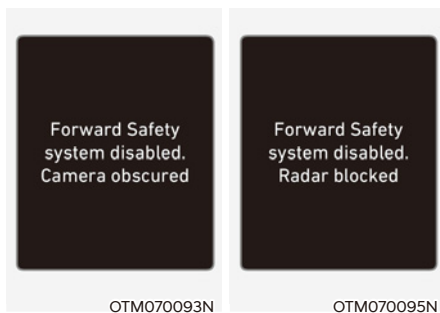 Forward Safety
system disabled.
Camera obscured
OTM070093N
Forward Safety
system disabled.
Radar blocked
OTM070095N